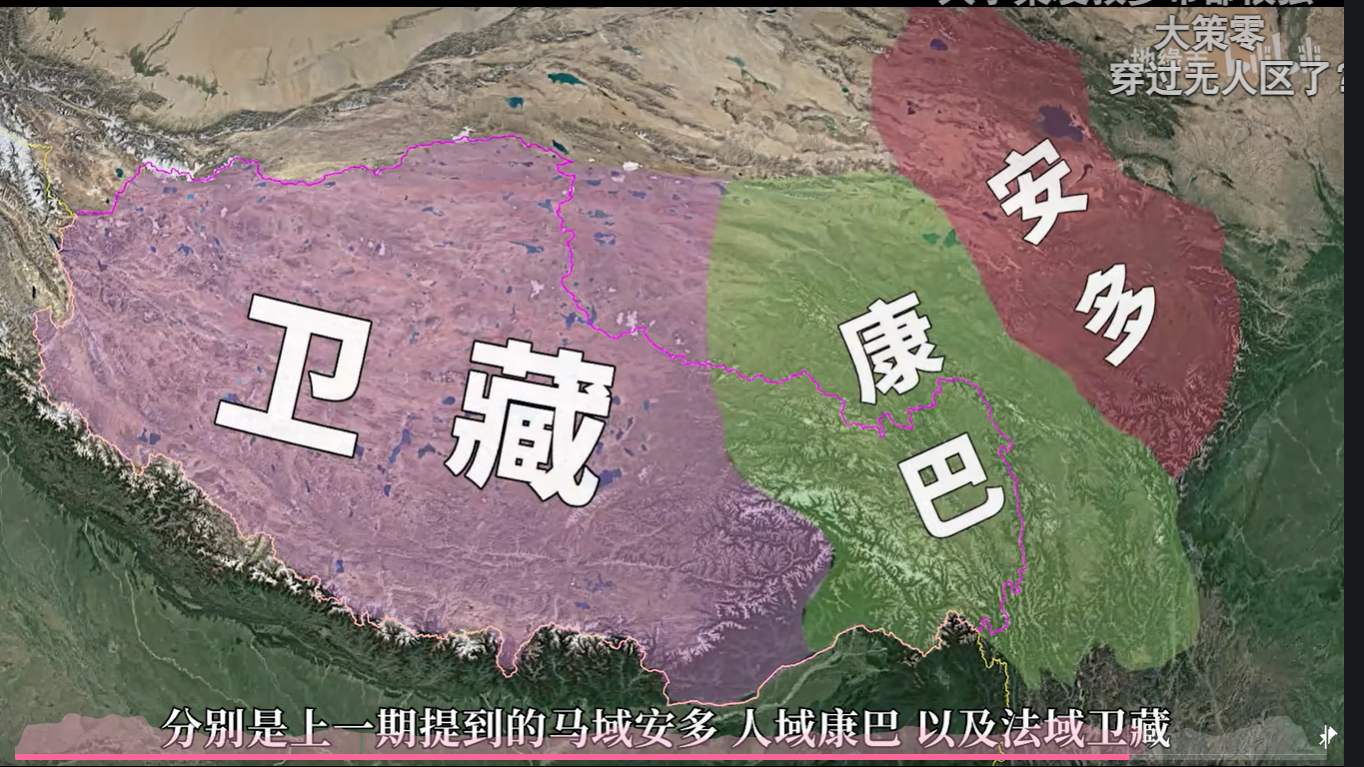 大策零
穿过无人区了?
安多
康巴
卫藏
分别是上一期提到的马域安多 人域康巴 以及法域卫藏